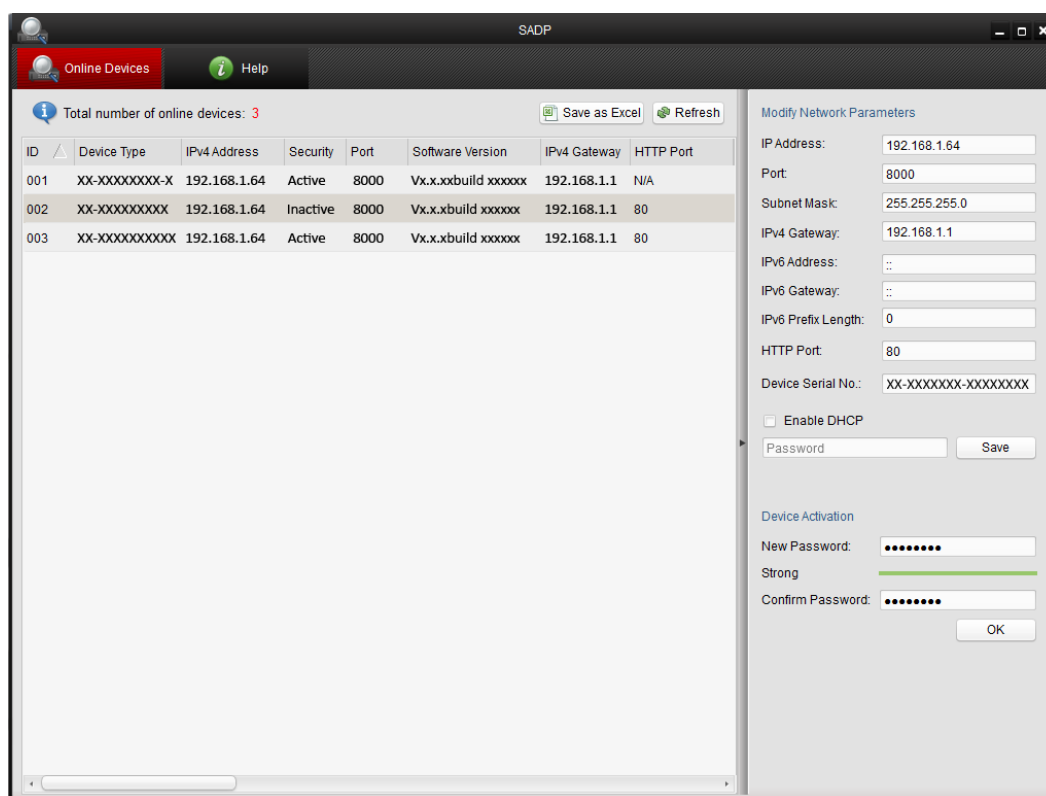 SADP
Online Devices
Help
Total number of online devices: 3
Save as Excel
Refresh
ID Device Type IPv4 Address Security Port Software Version IPv4 Gateway HTTP Port
001 XX-XXXXXXXX-X 192.168.1.64 Active 8000 Vx.x.xxbuild xxxxxx 192.168.1.1 N/A
002 XX-XXXXXXXXX 192.168.1.64 Inactive 8000 Vx.x.xbuild xxxxxx 192.168.1.1 80
003 XX-XXXXXXXXXX 192.168.1.64 Active 8000 Vx.x.xbuild xxxxxx 192.168.1.1 80
Modify Network Parameters
IP Address: 192.168.1.64
Port: 8000
Subnet Mask: 255.255.255.0
IPv4 Gateway: 192.168.1.1
IPv6 Address: ::
IPv6 Gateway: ::
IPv6 Prefix Length: 0
HTTP Port: 80
Device Serial No.: XX-XXXXXXX-XXXXXXXX
Enable DHCP
Password Save
Device Activation
New Password: ●●●●●●●●
Strong
Confirm Password: ●●●●●●●●
OK